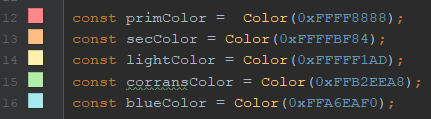 12 const primColor =  Color(0xFFFF8888);
13 const secColor = Color(0xFFFFBF84);
14 const lightColor = Color(0xFFFFF1AD);
15 const corransColor = Color(0xFFB2EEA8);
16 const blueColor = Color(0xFFA6EAF0);